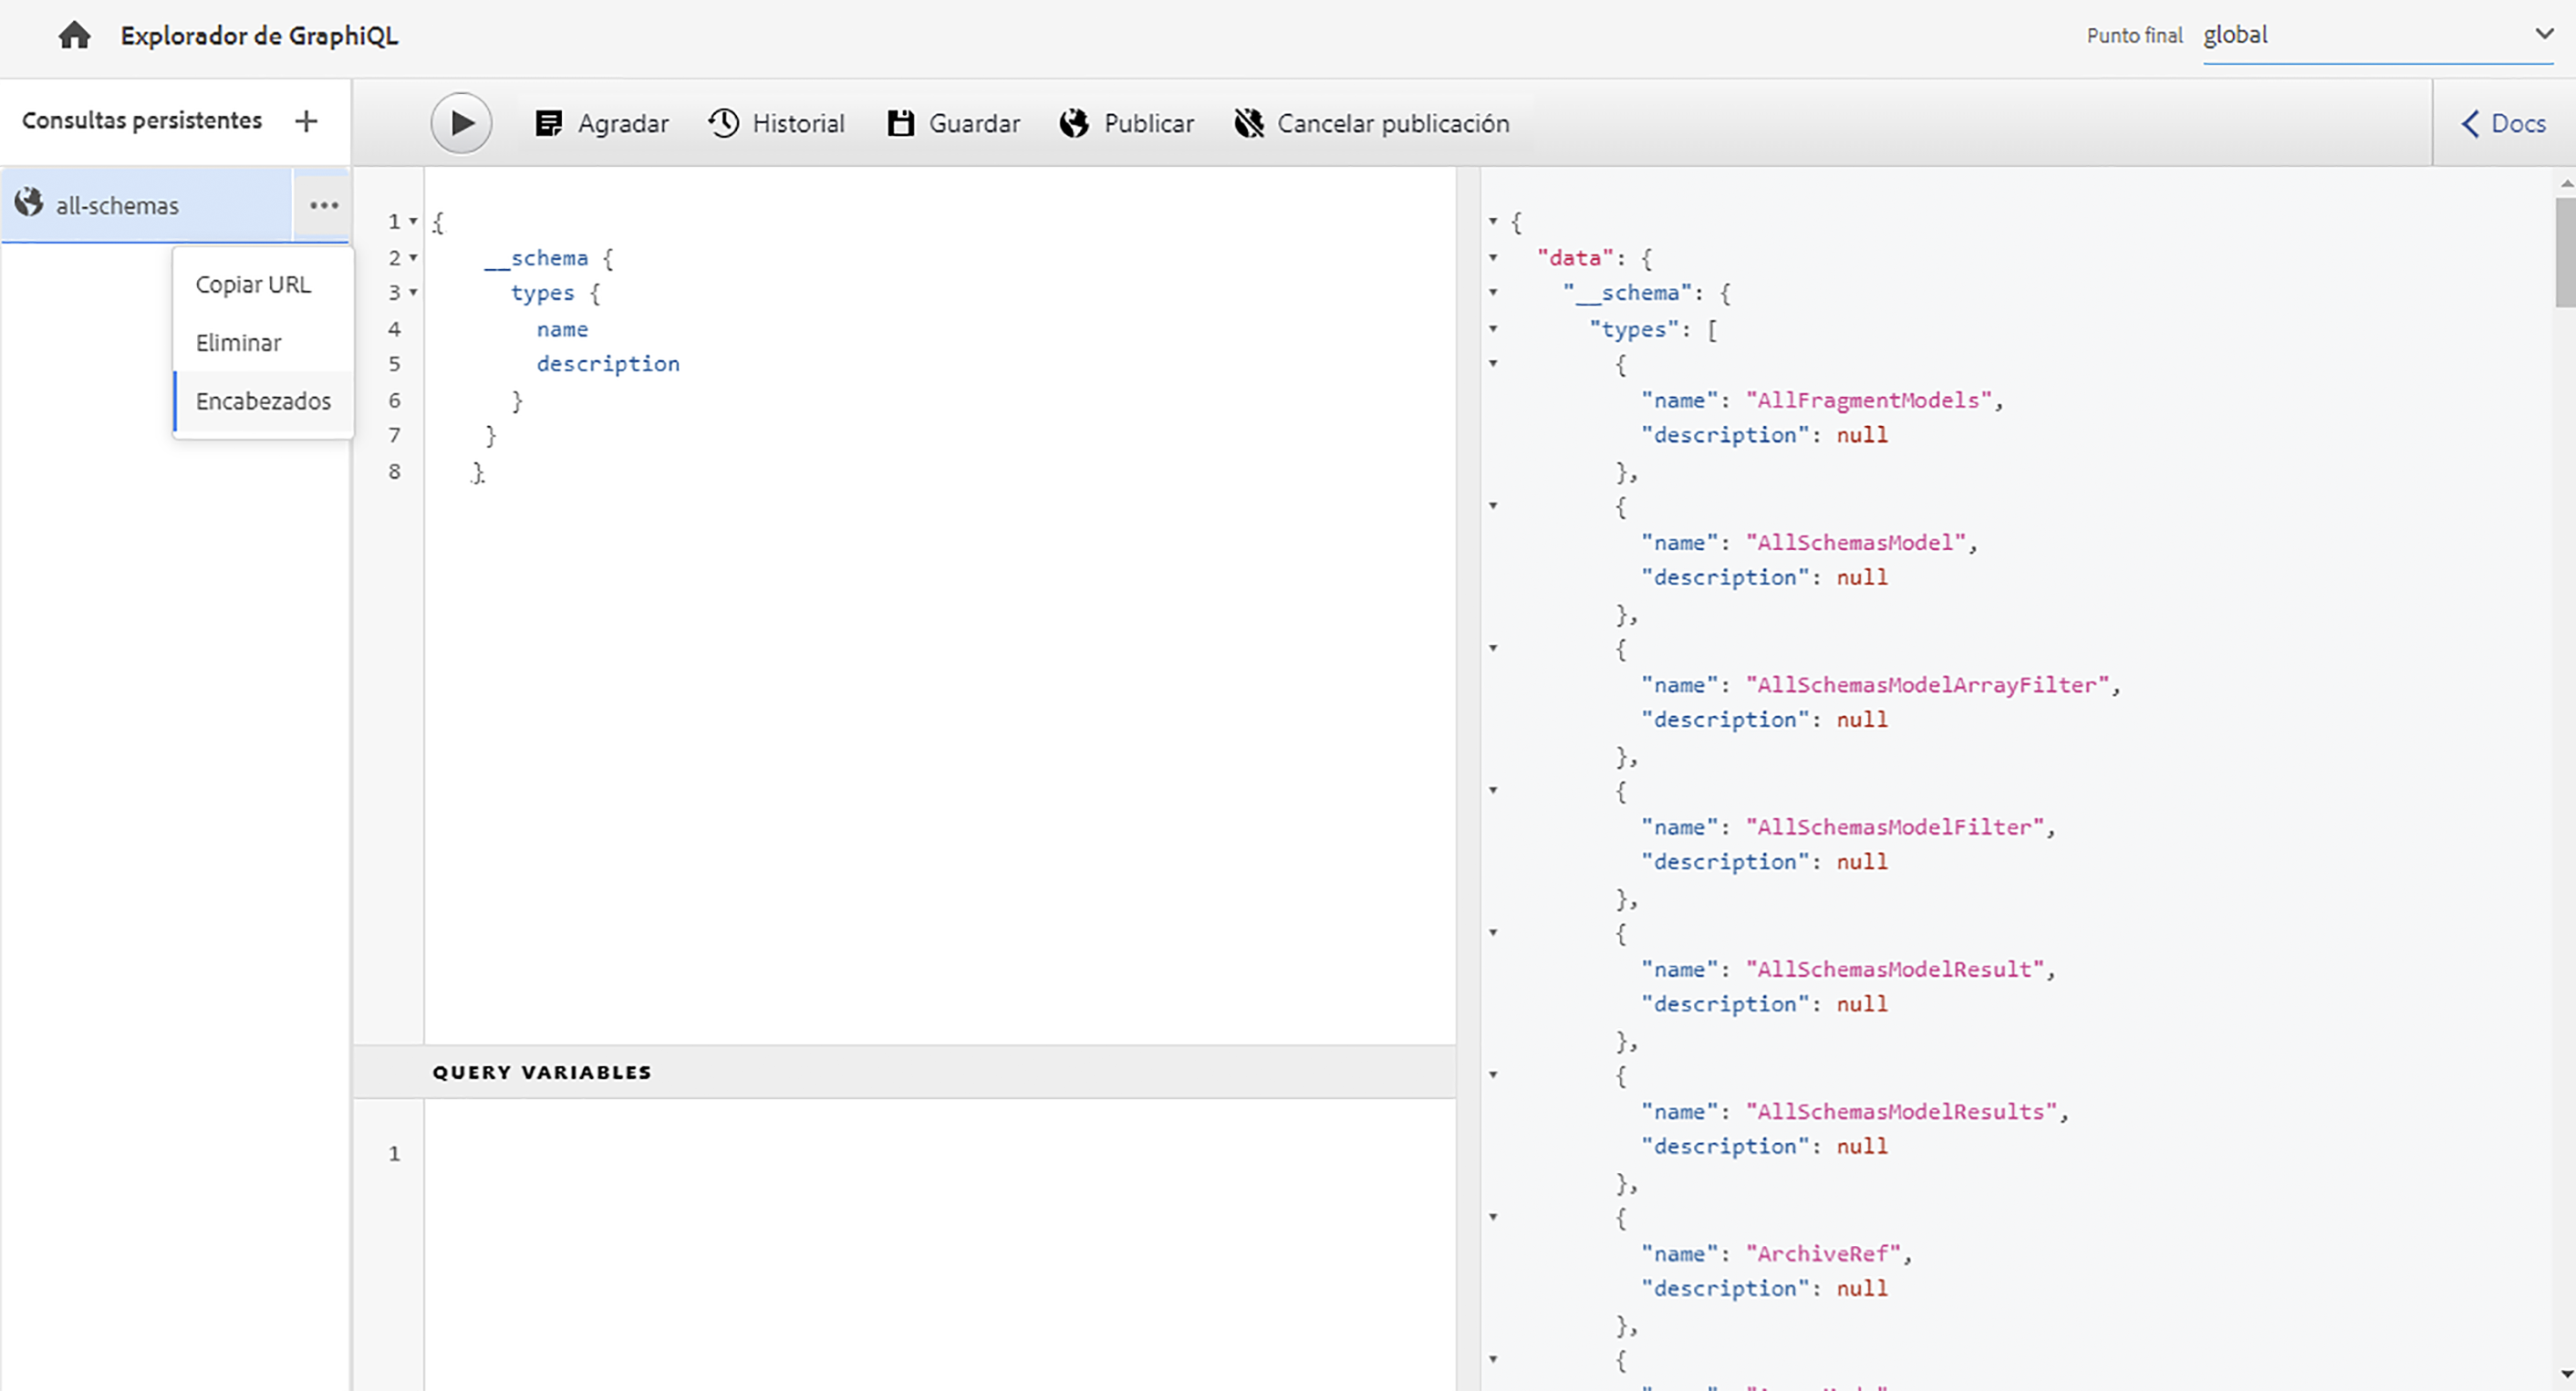 Explorador de GraphiQL
Punto final global
Consultas persistentes +
Agradar Historial Guardar Publicar Cancelar publicación
Docs
all-schemas
Copiar URL
Eliminar
Encabezados
1 {
2 __schema {
3 types {
4 name
5 description
6 }
7 }
8 }
QUERY VARIABLES
1
{
"data": {
"__schema": {
"types": [
{
"name": "AllFragmentModels",
"description": null
},
{
"name": "AllSchemasModel",
"description": null
},
{
"name": "AllSchemasModelArrayFilter",
"description": null
},
{
"name": "AllSchemasModelFilter",
"description": null
},
{
"name": "AllSchemasModelResult",
"description": null
},
{
"name": "AllSchemasModelResults",
"description": null
},
{
"name": "ArchiveRef",
"description": null
},
{